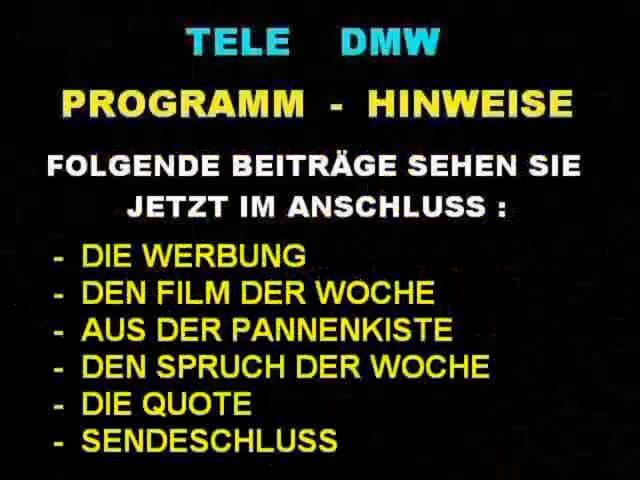 TELE DMW
PROGRAMM - HINWEISE
FOLGENDE BEITRÄGE SEHEN SIE
JETZT IM ANSCHLUSS :
- DIE WERBUNG
- DEN FILM DER WOCHE
- AUS DER PANNENKISTE
- DEN SPRUCH DER WOCHE
- DIE QUOTE
- SENDESCHLUSS